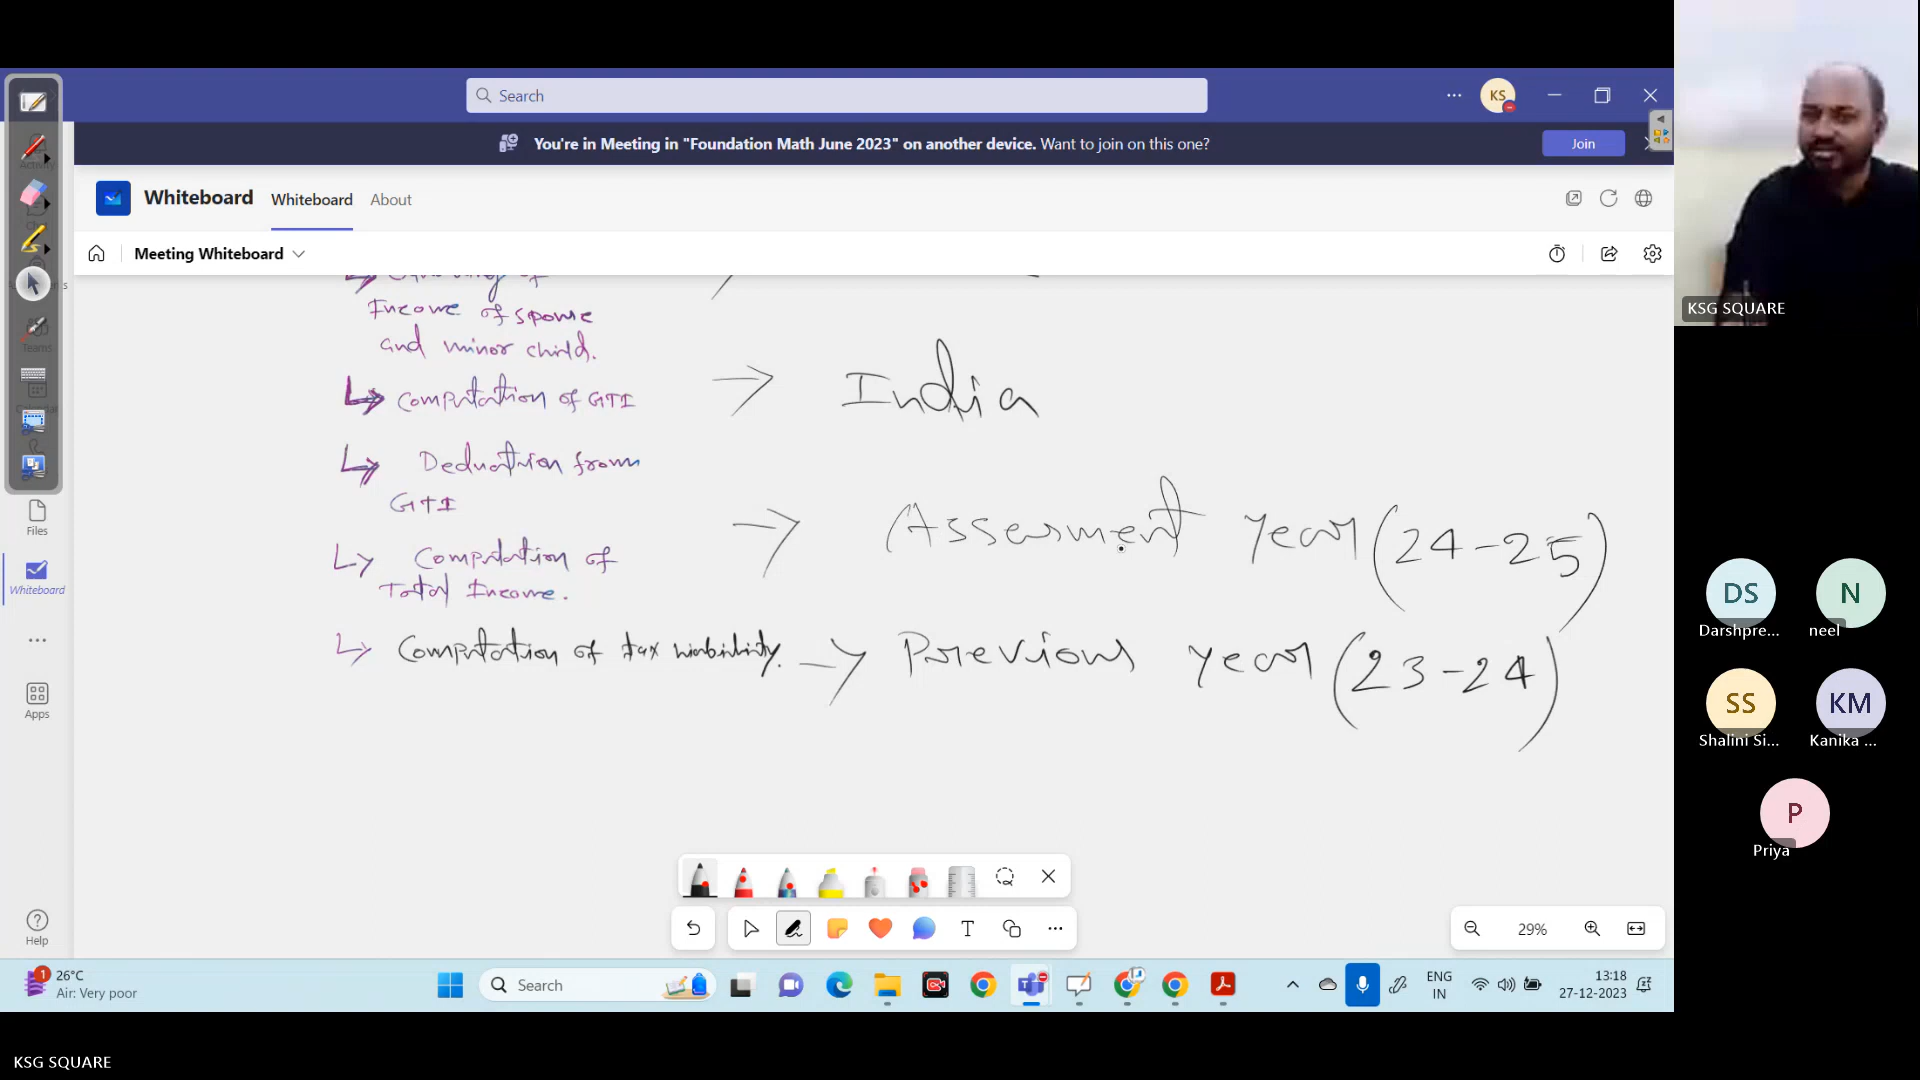 Search
KS
You're in Meeting in "Foundation Math June 2023" on another device. Want to join on this one?
Join
Whiteboard
Whiteboard
About
Meeting Whiteboard
Income of spouse
and minor child.
Computation of GTI
India
Deduction from
GTI
Assesment year (24-25)
Computation of
Total Income.
Computation of tax
Previous year (23-24)
Teams
Files
Whiteboard
Apps
Help
T
29%
1
26°C
Air: Very poor
Search
ENG
IN
13:18
27-12-2023
KSG SQUARE
DS
Darshpre...
N
neel
SS
Shalini Si...
KM
Kanika ...
P
Priya
KSG SQUARE